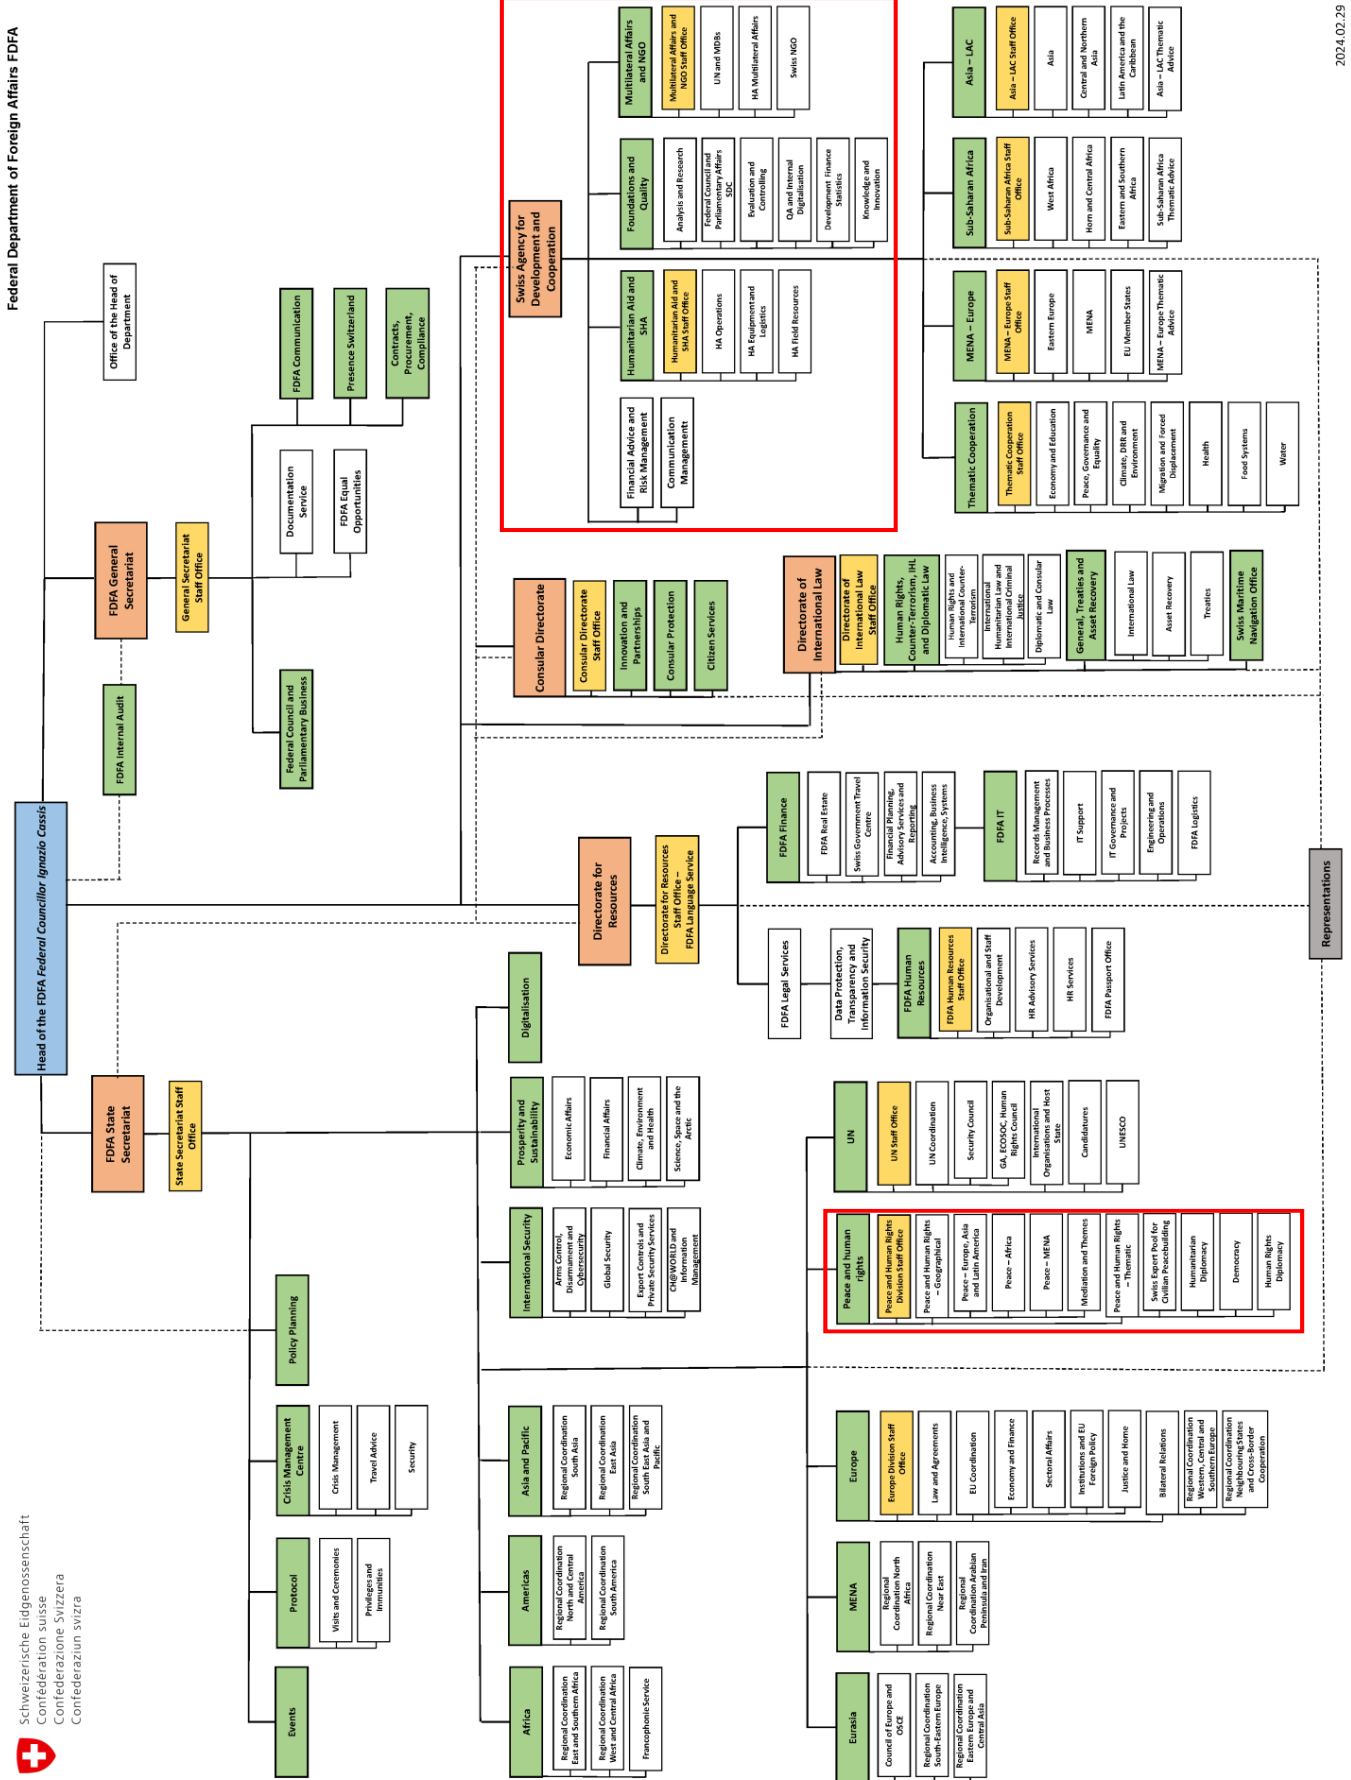 Schweizerische Eidgenossenschaft
Confédération suisse
Confederazione Svizzera
Confederaziun svizra
Federal Department of Foreign Affairs FDFA
Head of the FDFA Federal Councillor Ignazio Cassis
Office of the Head of
Department
FDFA Internal Audit
FDFA State
Secretariat
State Secretariat Staff
Office
FDFA General
Secretariat
General Secretariat
Staff Office
Federal Council and
Parliamentary Business
Documentation
Service
FDFA Equal
Opportunities
FDFA Communication
Presence Switzerland
Contracts,
Procurement,
Compliance
Events
Protocol
Visits and Ceremonies
Privileges and
Immunities
Crisis Management
Centre
Crisis Management
Travel Advice
Security
Policy Planning
Africa
Regional Coordination
East and Southern Africa
Regional Coordination
West and Central Africa
Francophonie Service
Americas
Regional Coordination
North and Central
America
Regional Coordination
South America
Asia and Pacific
Regional Coordination
South Asia
Regional Coordination
East Asia
Regional Coordination
South East Asia and
Pacific
International Security
Arms Control,
Disarmament and
Cybersecurity
Global Security
Export Controls and
Private Security Services
CH@WORLD and
Information
Management
Prosperity and
Sustainability
Economic Affairs
Financial Affairs
Climate, Environment
and Health
Science, Space and the
Arctic
Digitalisation
Eurasia
Council of Europe and
OSCE
Regional Coordination
South-Eastern Europe
Regional Coordination
Eastern Europe and
Central Asia
MENA
Regional
Coordination North
Africa
Regional Coordination
Near East
Regional
Coordination Arabian
Peninsula and Iran
Europe
Europe Division Staff
Office
Law and Agreements
EU Coordination
Economy and Finance
Sectoral Affairs
Institutions and EU
Foreign Policy
Justice and Home
Bilateral Relations
Regional Coordination
Western, Central and
Southern Europe
Regional Coordination
Neighbouring States
and Cross-Border
Cooperation
Peace and human
rights
Peace and Human Rights
Division Staff Office
Peace and Human Rights
– Geographical
Peace – Europe, Asia
and Latin America
Peace – Africa
Peace – MENA
Mediation and Themes
Peace and Human Rights
– Thematic
Swiss Expert Pool for
Civilian Peacebuilding
Humanitarian
Diplomacy
Democracy
Human Rights
Diplomacy
UN
UN Staff Office
UN Coordination
Security Council
GA, ECOSOC, Human
Rights Council
International
Organisations and Host
State
Candidatures
UNESCO
Directorate for
Resources
Directorate for Resources
Staff Office –
FDFA Language Service
FDFA Legal Services
Data Protection,
Transparency and
Information Security
FDFA Human
Resources
FDFA Human Resources
Staff Office
Organisational and Staff
Development
HR Advisory Services
HR Services
FDFA Passport Office
FDFA Finance
FDFA Real Estate
Swiss Government Travel
Centre
Financial Planning,
Advisory Services and
Reporting
Accounting, Business
Intelligence, Systems
FDFA IT
Records Management
and Business Processes
IT Support
IT Governance and
Projects
Engineering and
Operations
FDFA Logistics
Consular Directorate
Consular Directorate
Staff Office
Innovation and
Partnerships
Consular Protection
Citizen Services
Directorate of
International Law
Directorate of
International Law
Staff Office
Human Rights,
Counter-Terrorism, IHL
and Diplomatic Law
Human Rights and
International Counter-
Terrorism
International
Humanitarian Law and
International Criminal
Justice
Diplomatic and Consular
Law
General, Treaties and
Asset Recovery
International Law
Asset Recovery
Treaties
Swiss Maritime
Navigation Office
Swiss Agency for
Development and
Cooperation
Financial Advice and
Risk Management
Communication
Managements
Humanitarian Aid and
SHA
Humanitarian Aid and
SHA Staff Office
HA Operations
HA Equipment and
Logistics
HA Field Resources
Foundations and
Quality
Analysis and Research
Federal Council and
Parliamentary Affairs
SDC
Evaluation and
Controlling
QA and Internal
Digitalisation
Development Finance
Statistics
Knowledge and
Innovation
Multilateral Affairs
and NGO
Multilateral Affairs and
NGO Staff Office
UN and MDBs
HA Multilateral Affairs
Swiss NGO
Thematic Cooperation
Thematic Cooperation
Staff Office
Economy and Education
Peace, Governance and
Equality
Climate, DRR and
Environment
Migration and Forced
Displacement
Health
Food Systems
Water
MENA – Europe
MENA – Europe Staff
Office
Eastern Europe
MENA
EU Member States
MENA – Europe Thematic
Advice
Sub-Saharan Africa
Sub-Saharan Africa Staff
Office
West Africa
Horn and Central Africa
Eastern and Southern
Africa
Sub-Saharan Africa
Thematic Advice
Asia – LAC
Asia – LAC Staff Office
Asia
Central and Northern
Asia
Latin America and the
Caribbean
Asia – LAC Thematic
Advice
Representations
2024.02.29